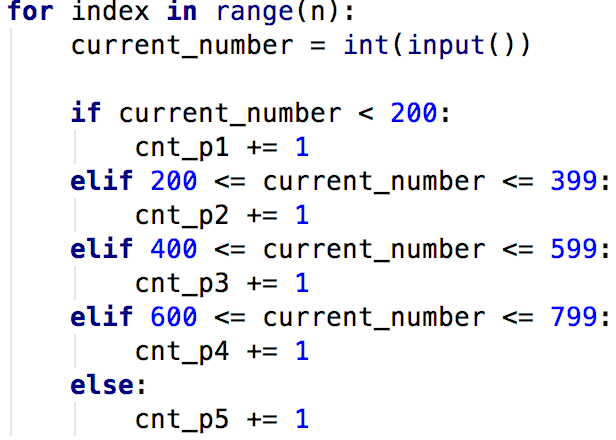 for index in range(n):
    current_number = int(input())

    if current_number < 200:
        cnt_p1 += 1
    elif 200 <= current_number <= 399:
        cnt_p2 += 1
    elif 400 <= current_number <= 599:
        cnt_p3 += 1
    elif 600 <= current_number <= 799:
        cnt_p4 += 1
    else:
        cnt_p5 += 1